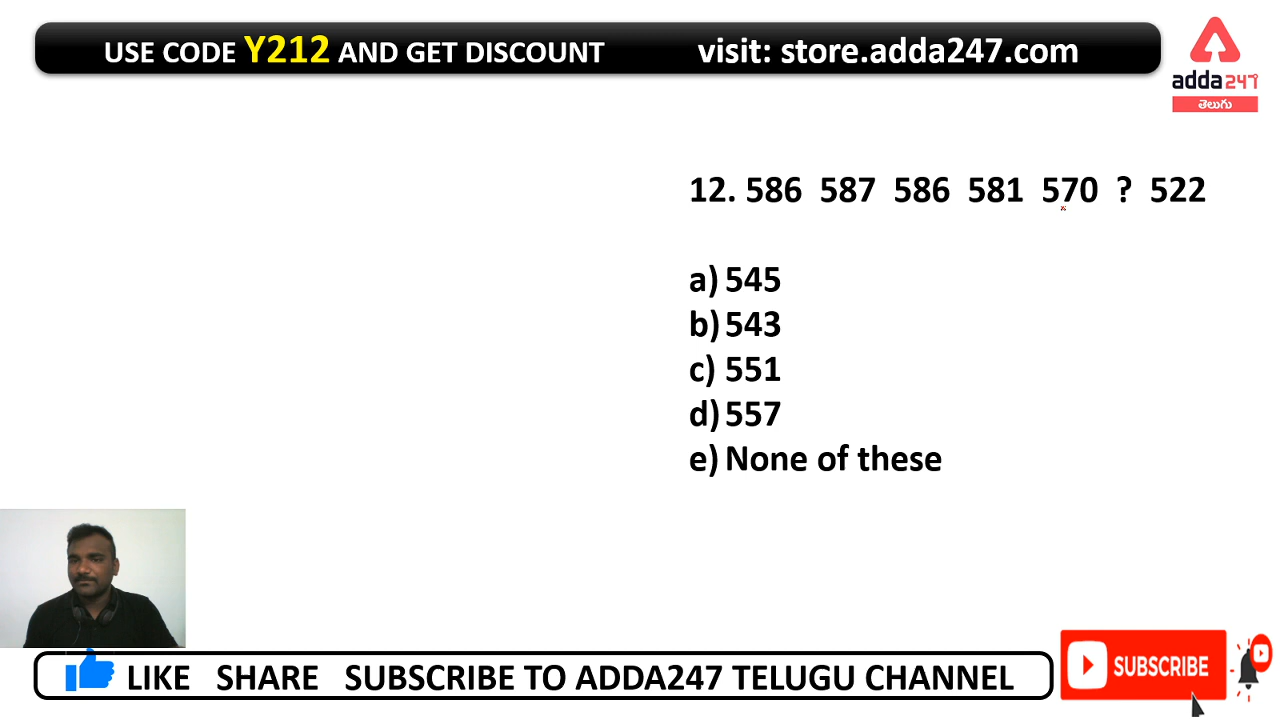 USE CODE Y212 AND GET DISCOUNT visit: store.adda247.com
adda247
తెలుగు
12. 586 587 586 581 570 ? 522
a) 545
b) 543
c) 551
d) 557
e) None of these
LIKE SHARE SUBSCRIBE TO ADDA247 TELUGU CHANNEL
SUBSCRIBE